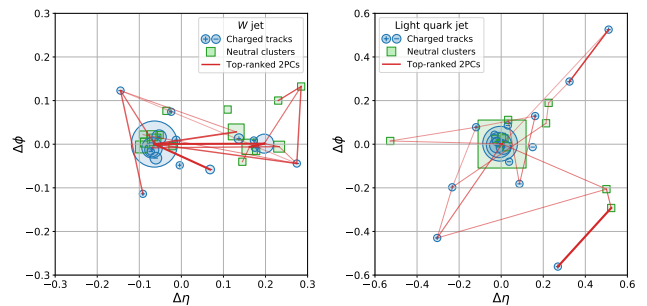 W jet
Charged tracks
Neutral clusters
Top-ranked 2PCs
0.3
0.2
0.1
0.0
−0.1
−0.2
−0.3
Δϕ
−0.3 −0.2 −0.1 0.0 0.1 0.2 0.3
Δη
Light quark jet
Charged tracks
Neutral clusters
Top-ranked 2PCs
0.6
0.4
0.2
0.0
−0.2
−0.4
−0.6
Δϕ
−0.6 −0.4 −0.2 0.0 0.2 0.4 0.6
Δη